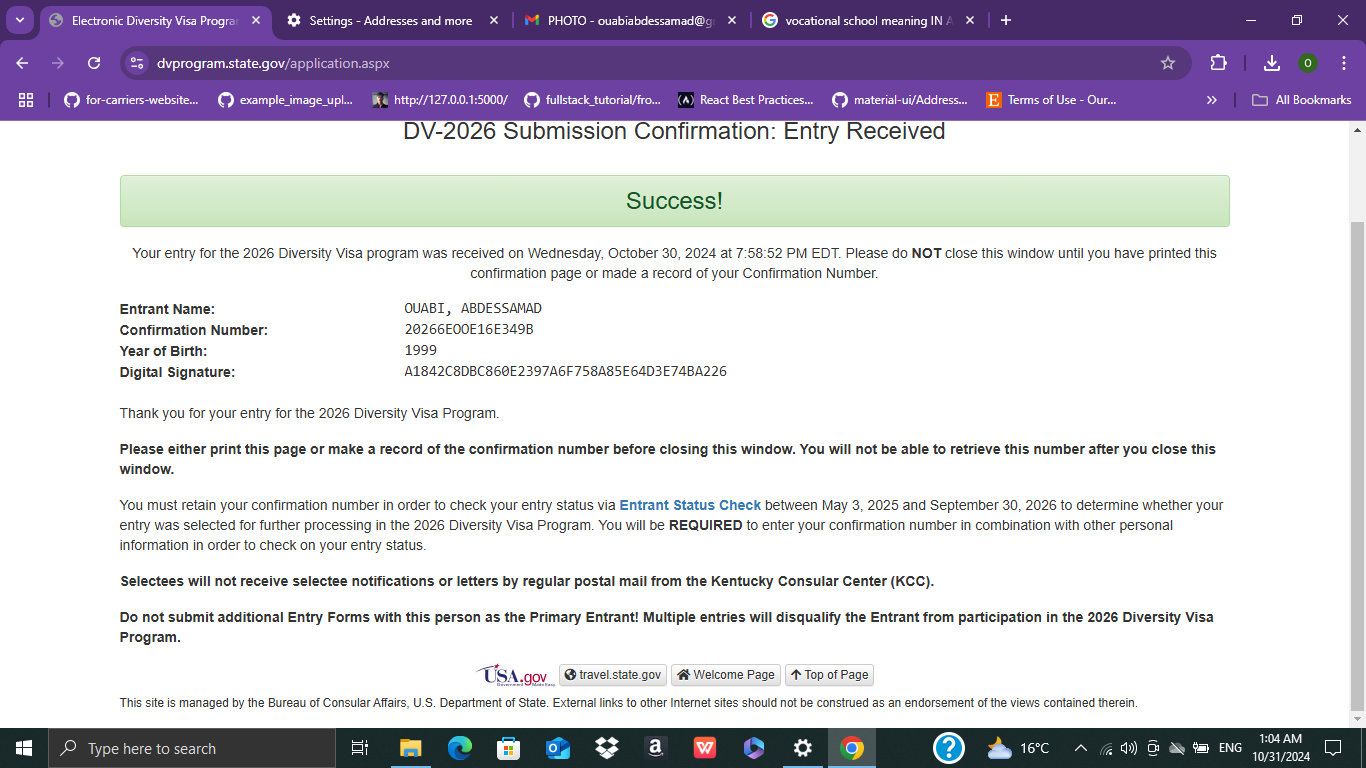 Electronic Diversity Visa Progra
Settings - Addresses and more
PHOTO - ouabiabdessamad@g
vocational school meaning IN A
dvprogram.state.gov/application.aspx
O
for-carriers-website...
example_image_upl...
http://127.0.0.1:5000/
fullstack_tutorial/fro...
React Best Practices...
material-ui/Address...
E
Terms of Use - Our...
All Bookmarks
DV-2026 Submission Confirmation: Entry Received
Success!
Your entry for the 2026 Diversity Visa program was received on Wednesday, October 30, 2024 at 7:58:52 PM EDT. Please do NOT close this window until you have printed this
confirmation page or made a record of your Confirmation Number.
Entrant Name: OUABI, ABDESSAMAD
Confirmation Number: 20266EOOE16E349B
Year of Birth: 1999
Digital Signature: A1842C8DBC860E2397A6F758A85E64D3E74BA226
Thank you for your entry for the 2026 Diversity Visa Program.
Please either print this page or make a record of the confirmation number before closing this window. You will not be able to retrieve this number after you close this
window.
You must retain your confirmation number in order to check your entry status via Entrant Status Check between May 3, 2025 and September 30, 2026 to determine whether your
entry was selected for further processing in the 2026 Diversity Visa Program. You will be REQUIRED to enter your confirmation number in combination with other personal
information in order to check on your entry status.
Selectees will not receive selectee notifications or letters by regular postal mail from the Kentucky Consular Center (KCC).
Do not submit additional Entry Forms with this person as the Primary Entrant! Multiple entries will disqualify the Entrant from participation in the 2026 Diversity Visa
Program.
USA.gov
travel.state.gov
Welcome Page
Top of Page
This site is managed by the Bureau of Consular Affairs, U.S. Department of State. External links to other Internet sites should not be construed as an endorsement of the views contained therein.
Type here to search
16°C
ENG
1:04 AM
10/31/2024